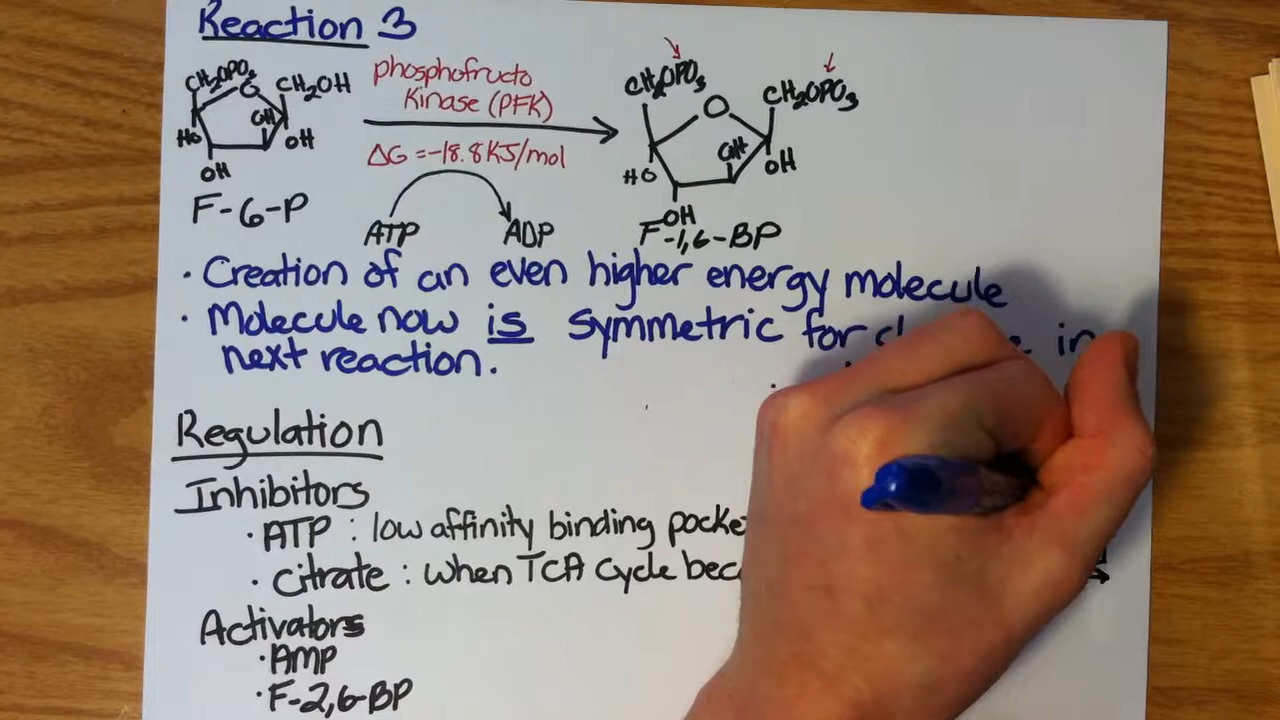 Reaction 3
CH2OPO3 O CH2OH
OH
HO OH
OH
F-6-P
phosphofructo
Kinase (PFK)
ΔG = -18.8 KJ/mol
ATP ADP
CH2OPO3 O CH2OPO3
OH
HO OH
OH
F-1,6-BP
· Creation of an even higher energy molecule
· Molecule now is symmetric for in
next reaction.
Regulation
Inhibitors
· ATP : low affinity binding
· Citrate : when TCA cycle
Activators
· AMP
· F-2,6-BP